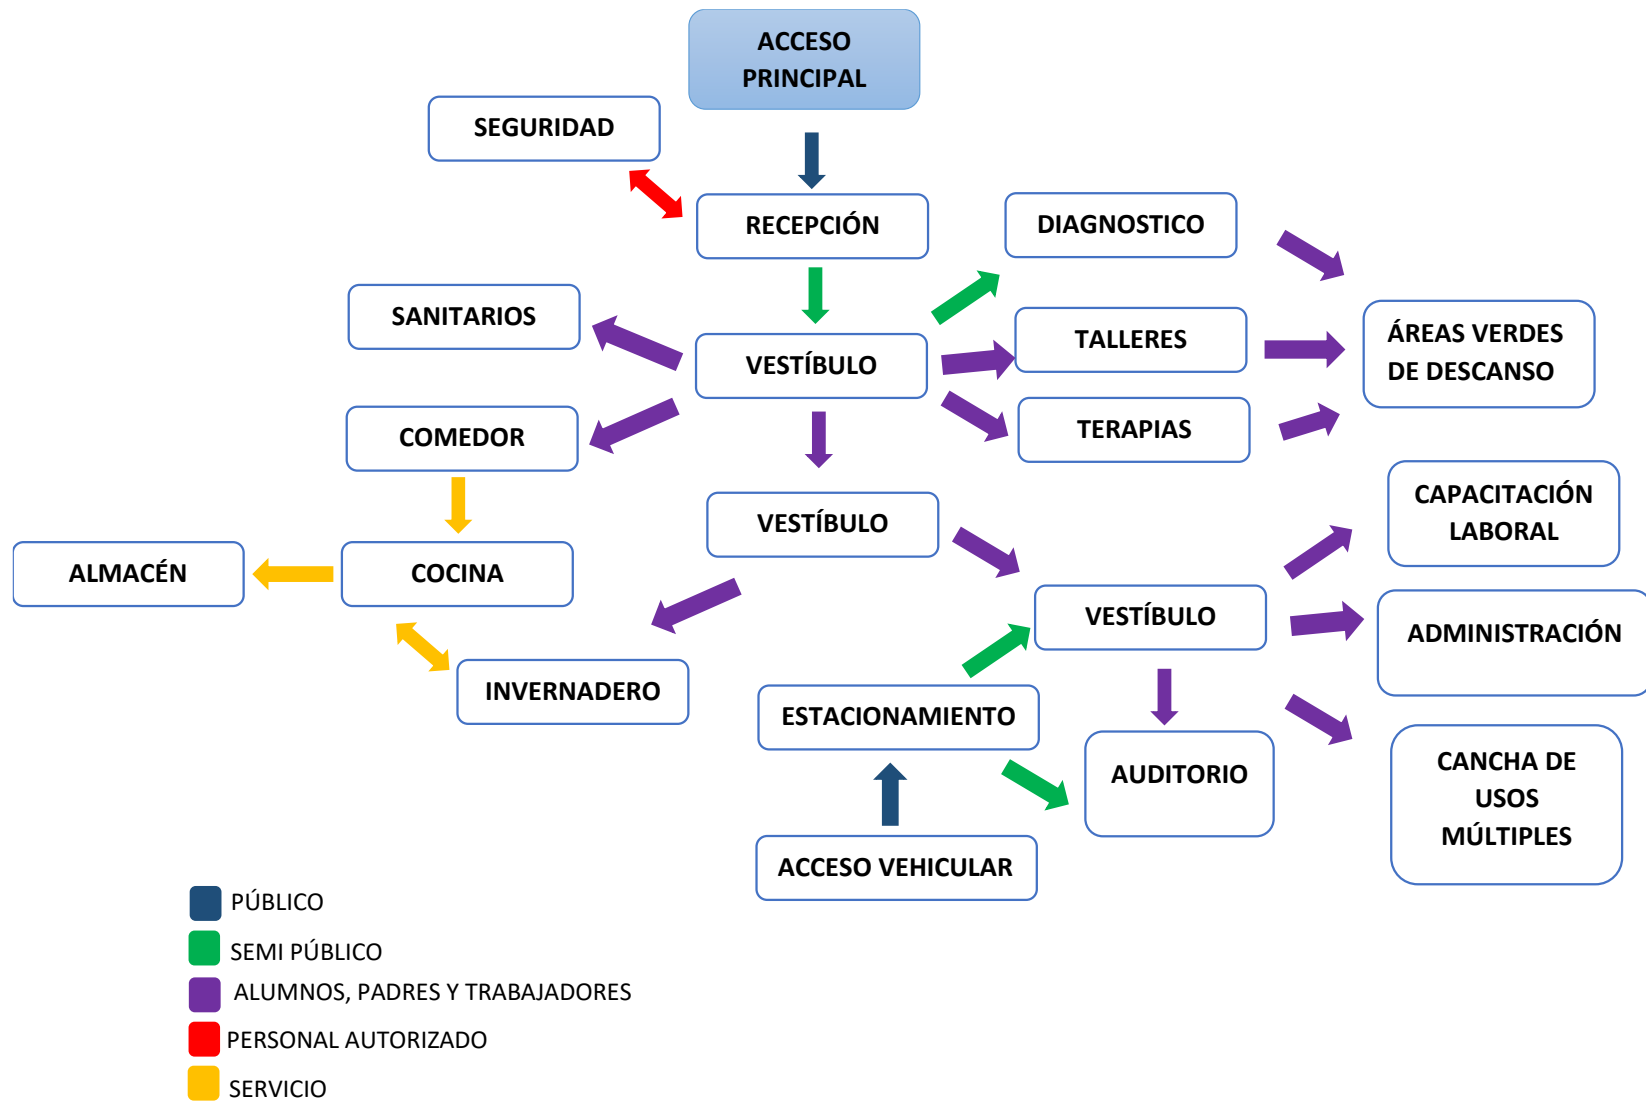 ACCESO
PRINCIPAL
SEGURIDAD
RECEPCIÓN
DIAGNOSTICO
SANITARIOS
VESTÍBULO
TALLERES
ÁREAS VERDES
DE DESCANSO
COMEDOR
TERAPIAS
VESTÍBULO
CAPACITACIÓN
LABORAL
ALMACÉN
COCINA
VESTÍBULO
ADMINISTRACIÓN
INVERNADERO
ESTACIONAMIENTO
AUDITORIO
CANCHA DE
USOS
MÚLTIPLES
ACCESO VEHICULAR
PÚBLICO
SEMI PÚBLICO
ALUMNOS, PADRES Y TRABAJADORES
PERSONAL AUTORIZADO
SERVICIO